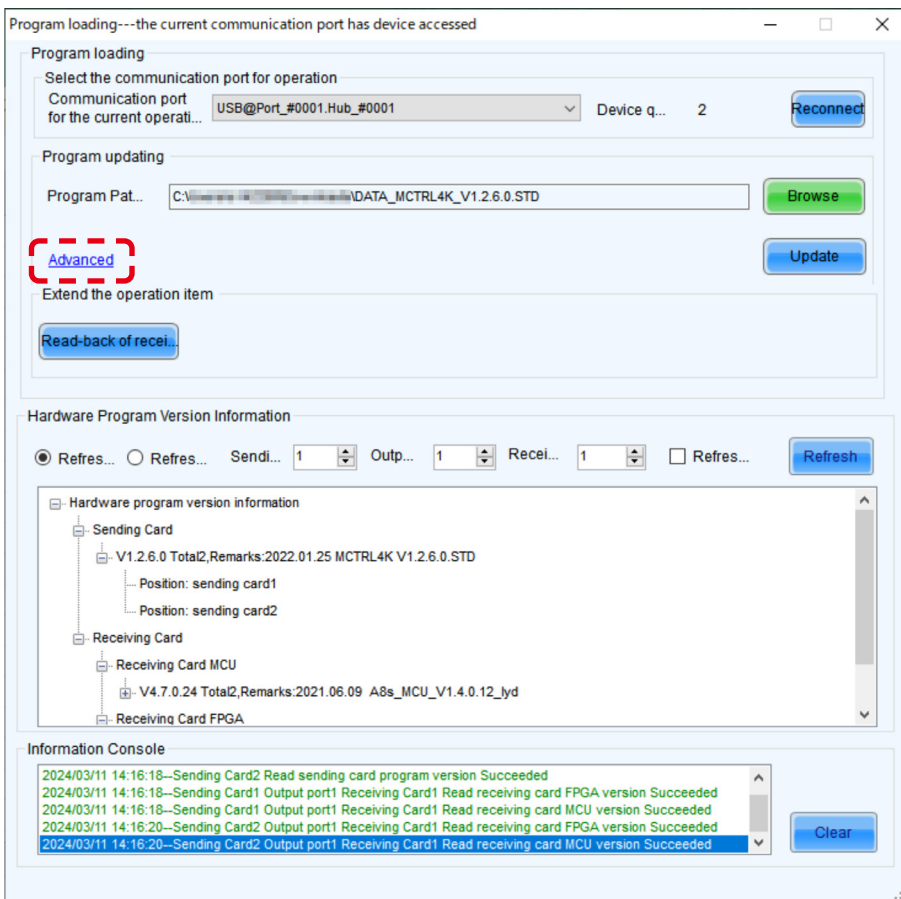 Program loading---the current communication port has device accessed
Program loading
Select the communication port for operation
Communication port
for the current operati...
USB@Port_#0001.Hub_#0001
Device q...
2
Reconnect
Program updating
Program Pat...
C:\ \DATA_MCTRL4K_V1.2.6.0.STD
Browse
Advanced
Update
Extend the operation item
Read-back of recei...
Hardware Program Version Information
Refres...
Refres...
Sendi...
1
Outp...
1
Recei...
1
Refres...
Refresh
Hardware program version information
Sending Card
V1.2.6.0 Total2,Remarks:2022.01.25 MCTRL4K V1.2.6.0.STD
Position: sending card1
Position: sending card2
Receiving Card
Receiving Card MCU
V4.7.0.24 Total2,Remarks:2021.06.09  A8s_MCU_V1.4.0.12_lyd
Receiving Card FPGA
Information Console
2024/03/11 14:16:18--Sending Card2 Read sending card program version Succeeded
2024/03/11 14:16:18--Sending Card1 Output port1 Receiving Card1 Read receiving card FPGA version Succeeded
2024/03/11 14:16:18--Sending Card1 Output port1 Receiving Card1 Read receiving card MCU version Succeeded
2024/03/11 14:16:20--Sending Card2 Output port1 Receiving Card1 Read receiving card FPGA version Succeeded
2024/03/11 14:16:20--Sending Card2 Output port1 Receiving Card1 Read receiving card MCU version Succeeded
Clear